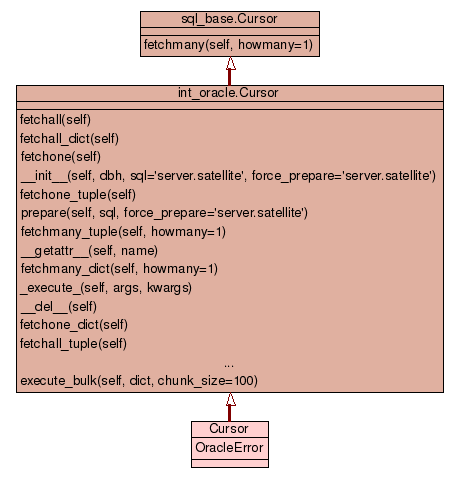 sql_base.Cursor
fetchmany(self, howmany=1)
int_oracle.Cursor
fetchall(self)
fetchall_dict(self)
fetchone(self)
__init__(self, dbh, sql='server.satellite', force_prepare='server.satellite')
fetchone_tuple(self)
prepare(self, sql, force_prepare='server.satellite')
fetchmany_tuple(self, howmany=1)
__getattr__(self, name)
fetchmany_dict(self, howmany=1)
_execute_(self, args, kwargs)
__del__(self)
fetchone_dict(self)
fetchall_tuple(self)
...
execute_bulk(self, dict, chunk_size=100)
Cursor
OracleError